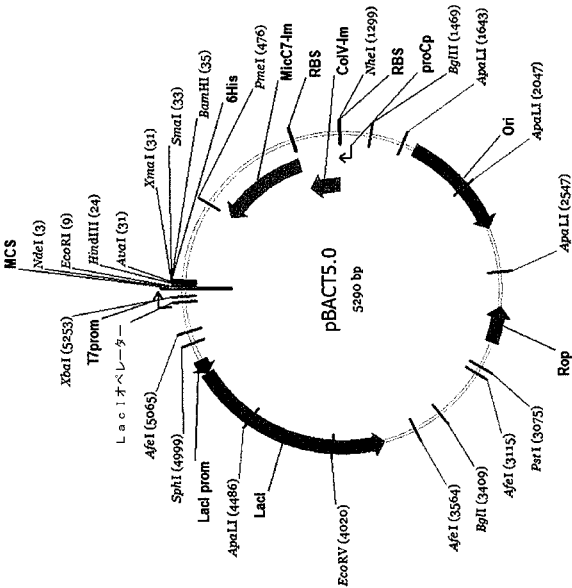 MCS
NdeI (3)
EcoRI (9)
HindIII (24)
AvaI (31)
XmaI (31)
SmaI (33)
BamHI (35)
6His
PmeI (476)
MicC7-Im
RBS
ColV-Im
NheI (1299)
RBS
proCp
BglII (1469)
ApaLI (1643)
Ori
ApaLI (2047)
ApaLI (2547)
Rop
PstI (3075)
AfeI (3115)
BglI (3409)
AfeI (3564)
EcoRV (4020)
LacI
ApaLI (4486)
LacI prom
SphI (4999)
AfeI (5065)
LacIオペレーター
T7prom
XbaI (5253)
pBACT5.0
5290 bp